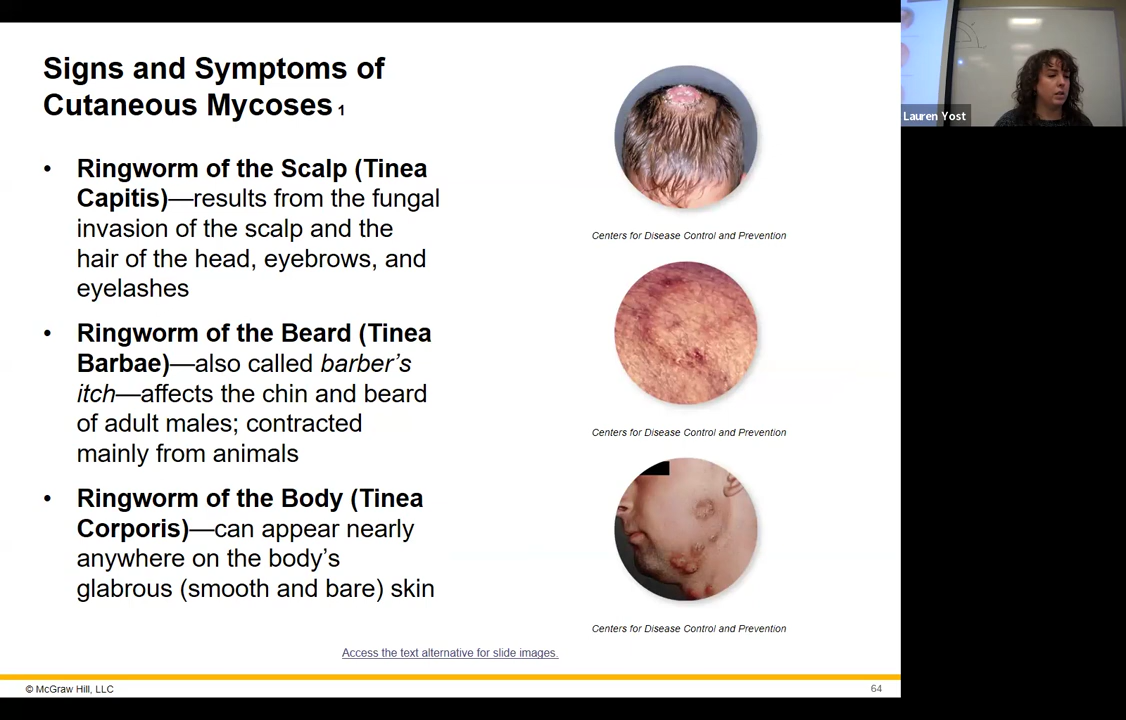 Signs and Symptoms of
Cutaneous Mycoses 1
• Ringworm of the Scalp (Tinea
Capitis)—results from the fungal
invasion of the scalp and the
hair of the head, eyebrows, and
eyelashes
• Ringworm of the Beard (Tinea
Barbae)—also called barber’s
itch—affects the chin and beard
of adult males; contracted
mainly from animals
• Ringworm of the Body (Tinea
Corporis)—can appear nearly
anywhere on the body’s
glabrous (smooth and bare) skin
Centers for Disease Control and Prevention
Centers for Disease Control and Prevention
Centers for Disease Control and Prevention
Access the text alternative for slide images.
© McGraw Hill, LLC
64
Lauren Yost